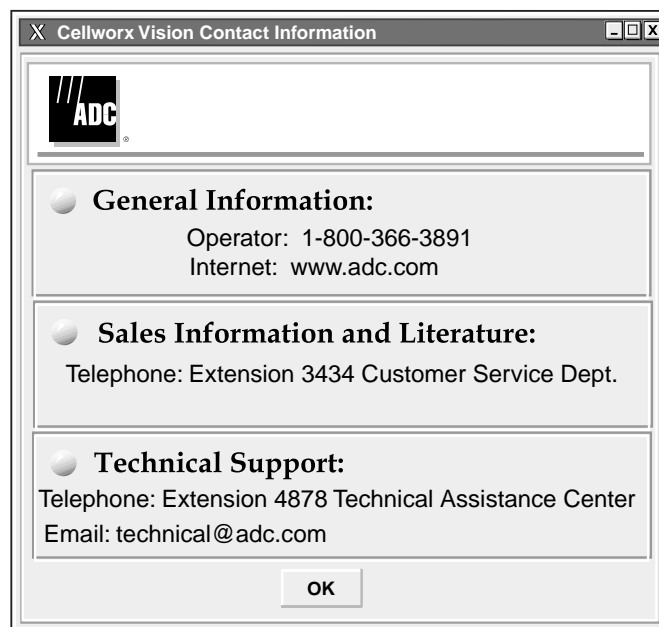 X Cellworx Vision Contact Information
X
ADC
®
General Information:
Operator: 1-800-366-3891
Internet: www.adc.com
Sales Information and Literature:
Telephone: Extension 3434 Customer Service Dept.
Technical Support:
Telephone: Extension 4878 Technical Assistance Center
Email: technical@adc.com
OK